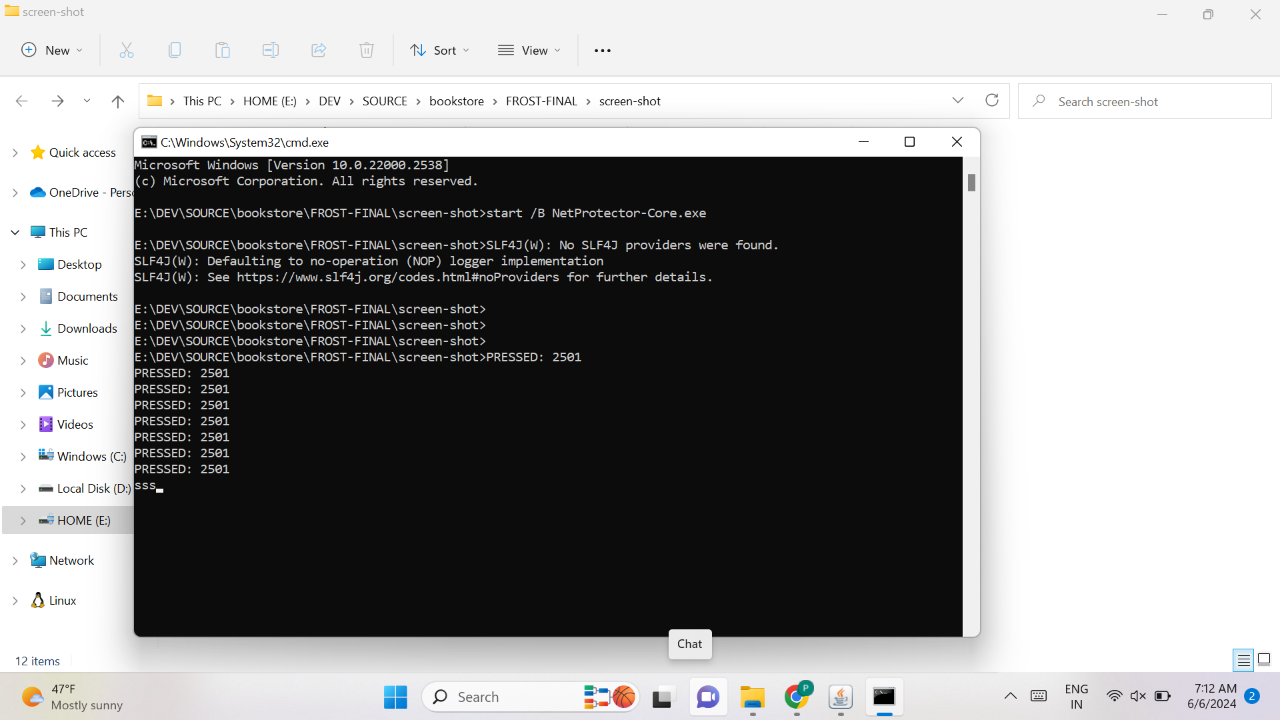 screen-shot
New
Sort
View
This PC
HOME (E:)
DEV
SOURCE
bookstore
FROST-FINAL
screen-shot
Search screen-shot
Quick access
OneDrive - Perso
This PC
Desktop
Documents
Downloads
Music
Pictures
Videos
Windows (C:)
Local Disk (D:)
HOME (E:)
Network
Linux
12 items
C:\Windows\System32\cmd.exe
Microsoft Windows [Version 10.0.22000.2538]
(c) Microsoft Corporation. All rights reserved.
E:\DEV\SOURCE\bookstore\FROST-FINAL\screen-shot>start /B NetProtector-Core.exe
E:\DEV\SOURCE\bookstore\FROST-FINAL\screen-shot>SLF4J(W): No SLF4J providers were found.
SLF4J(W): Defaulting to no-operation (NOP) logger implementation
SLF4J(W): See https://www.slf4j.org/codes.html#noProviders for further details.
E:\DEV\SOURCE\bookstore\FROST-FINAL\screen-shot>
E:\DEV\SOURCE\bookstore\FROST-FINAL\screen-shot>
E:\DEV\SOURCE\bookstore\FROST-FINAL\screen-shot>
E:\DEV\SOURCE\bookstore\FROST-FINAL\screen-shot>PRESSED: 2501
PRESSED: 2501
PRESSED: 2501
PRESSED: 2501
PRESSED: 2501
PRESSED: 2501
PRESSED: 2501
PRESSED: 2501
sss
Chat
47°F
Mostly sunny
Search
P
ENG
IN
7:12 AM
6/6/2024
2